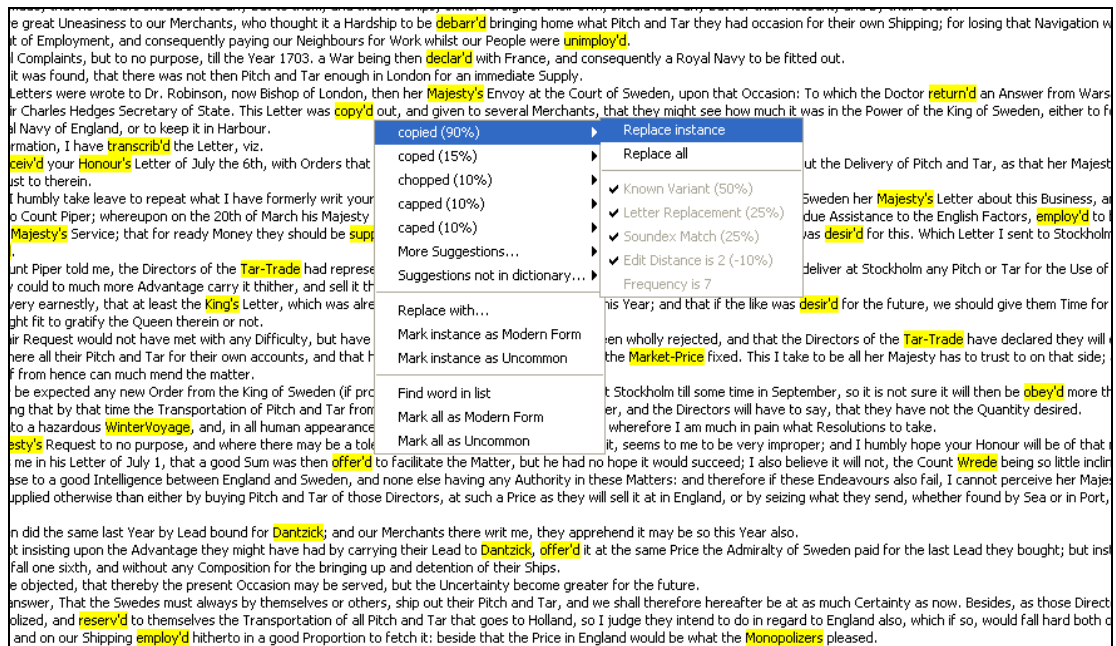 e great Uneasiness to our Merchants, who thought it a Hardship to be debarr'd bringing home what Pitch and Tar they had occasion for their own Shipping; for losing that Navigation w
t of Employment, and consequently paying our Neighbours for Work whilst our People were unimploy'd.
l Complaints, but to no purpose, till the Year 1703. a War being then declar'd with France, and consequently a Royal Navy to be fitted out.
it was found, that there was not then Pitch and Tar enough in London for an immediate Supply.
Letters were wrote to Dr. Robinson, now Bishop of London, then her Majesty's Envoy at the Court of Sweden, upon that Occasion: To which the Doctor return'd an Answer from Wars
ir Charles Hedges Secretary of State. This Letter was copy'd out, and given to several Merchants, that they might see how much it was in the Power of the King of Sweden, either to f
al Navy of England, or to keep it in Harbour.
rmation, I have transcrib'd the Letter, viz.
ceiv'd your Honour's Letter of July the 6th, with Orders that ut the Delivery of Pitch and Tar, as that her Majest
ust to therein.
I humbly take leave to repeat what I have formerly writ your Sweden her Majesty's Letter about this Business, a
o Count Piper; whereupon on the 20th of March his Majesty due Assistance to the English Factors, employ'd to b
Majesty's Service; that for ready Money they should be supp as desir'd for this. Which Letter I sent to Stockholm
.
unt Piper told me, the Directors of the Tar-Trade had represe deliver at Stockholm any Pitch or Tar for the Use of
y could to much more Advantage carry it thither, and sell it th
very earnestly, that at least the King's Letter, which was alre his Year; and that if the like was desir'd for the future, we should give them Time for
ght fit to gratify the Queen therein or not.
ir Request would not have met with any Difficulty, but have en wholly rejected, and that the Directors of the Tar-Trade have declared they will
here all their Pitch and Tar for their own accounts, and that h the Market-Price fixed. This I take to be all her Majesty has to trust to on that side;
f from hence can much mend the matter.
be expected any new Order from the King of Sweden (if pro t Stockholm till some time in September, so it is not sure it will then be obey'd more th
ng that by that time the Transportation of Pitch and Tar from er, and the Directors will have to say, that they have not the Quantity desired.
to a hazardous WinterVoyage, and, in all human appearance wherefore I am much in pain what Resolutions to take.
esty's Request to no purpose, and where there may be a tole it, seems to me to be very improper; and I humbly hope your Honour will be of that
me in his Letter of July 1, that a good Sum was then offer'd to facilitate the Matter, but he had no hope it would succeed; I also believe it will not, the Count Wrede being so little inclin
ase to a good Intelligence between England and Sweden, and none else having any Authority in these Matters: and therefore if these Endeavours also fail, I cannot perceive her Majes
upplied otherwise than either by buying Pitch and Tar of those Directors, at such a Price as they will sell it at in England, or by seizing what they send, whether found by Sea or in Port,
n did the same last Year by Lead bound for Dantzick; and our Merchants there writ me, they apprehend it may be so this Year also.
ot insisting upon the Advantage they might have had by carrying their Lead to Dantzick, offer'd it at the same Price the Admiralty of Sweden paid for the last Lead they bought; but inst
fall one sixth, and without any Composition for the bringing up and detention of their Ships.
e objected, that thereby the present Occasion may be served, but the Uncertainty become greater for the future.
answer, That the Swedes must always by themselves or others, ship out their Pitch and Tar, and we shall therefore hereafter be at as much Certainty as now. Besides, as those Direct
olized, and reserv'd to themselves the Transportation of all Pitch and Tar that goes to Holland, so I judge they intend to do in regard to England also, which if so, would fall hard both o
and on our Shipping employ'd hitherto in a good Proportion to fetch it: beside that the Price in England would be what the Monopolizers pleased.
copied (90%)
coped (15%)
chopped (10%)
capped (10%)
caped (10%)
More Suggestions...
Suggestions not in dictionary...
Replace with...
Mark instance as Modern Form
Mark instance as Uncommon
Find word in list
Mark all as Modern Form
Mark all as Uncommon
Replace instance
Replace all
Known Variant (50%)
Letter Replacement (25%)
Soundex Match (25%)
Edit Distance is 2 (-10%)
Frequency is 7